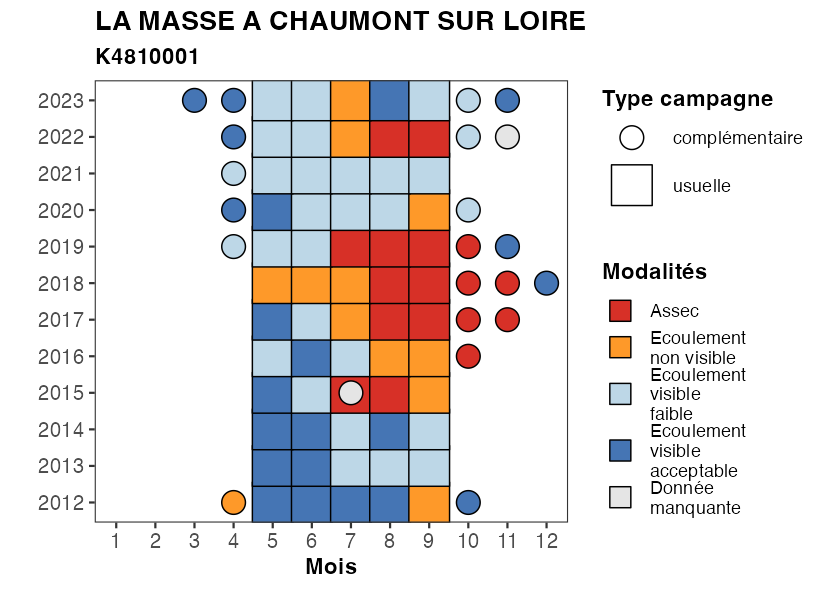 LA MASSE A CHAUMONT SUR LOIRE
K4810001
2023
2022
2021
2020
2019
2018
2017
2016
2015
2014
2013
2012
1 2 3 4 5 6 7 8 9 10 11 12
Mois
Type campagne
complémentaire
usuelle
Modalités
Assec
Ecoulement
non visible
Ecoulement
visible
faible
Ecoulement
visible
acceptable
Donnée
manquante